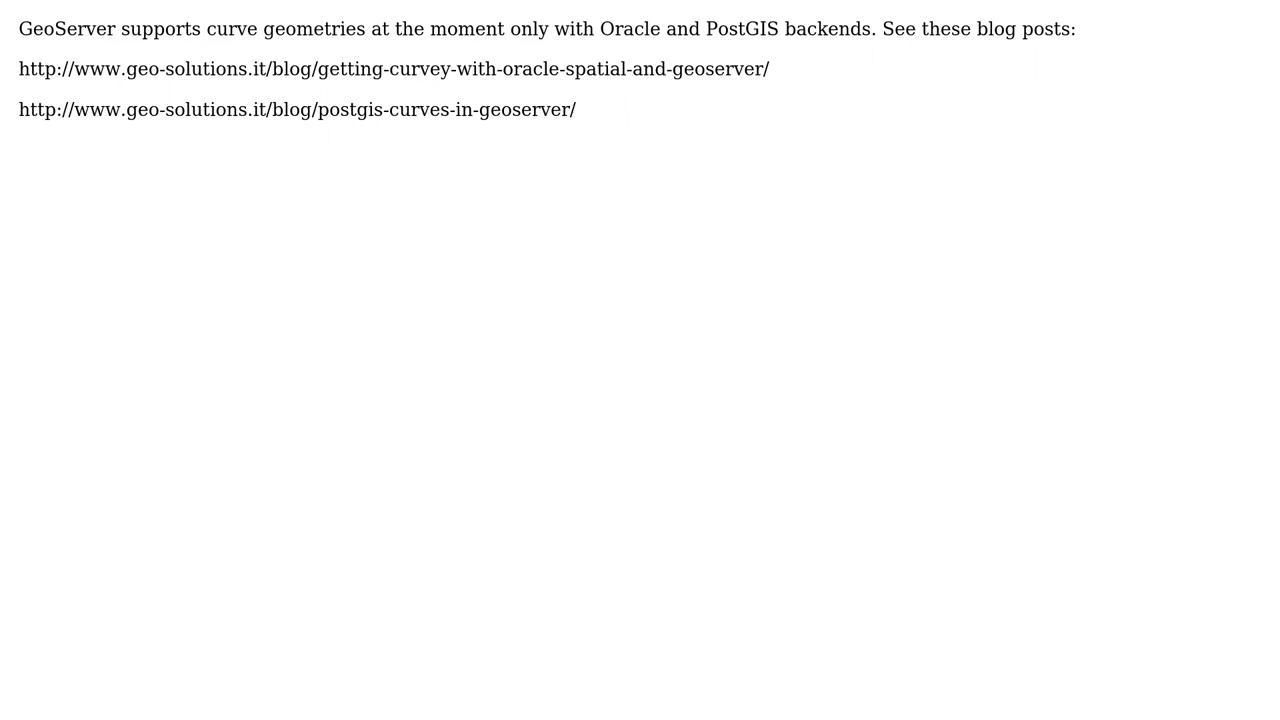 GeoServer supports curve geometries at the moment only with Oracle and PostGIS backends. See these blog posts:
http://www.geo-solutions.it/blog/getting-curvey-with-oracle-spatial-and-geoserver/
http://www.geo-solutions.it/blog/postgis-curves-in-geoserver/